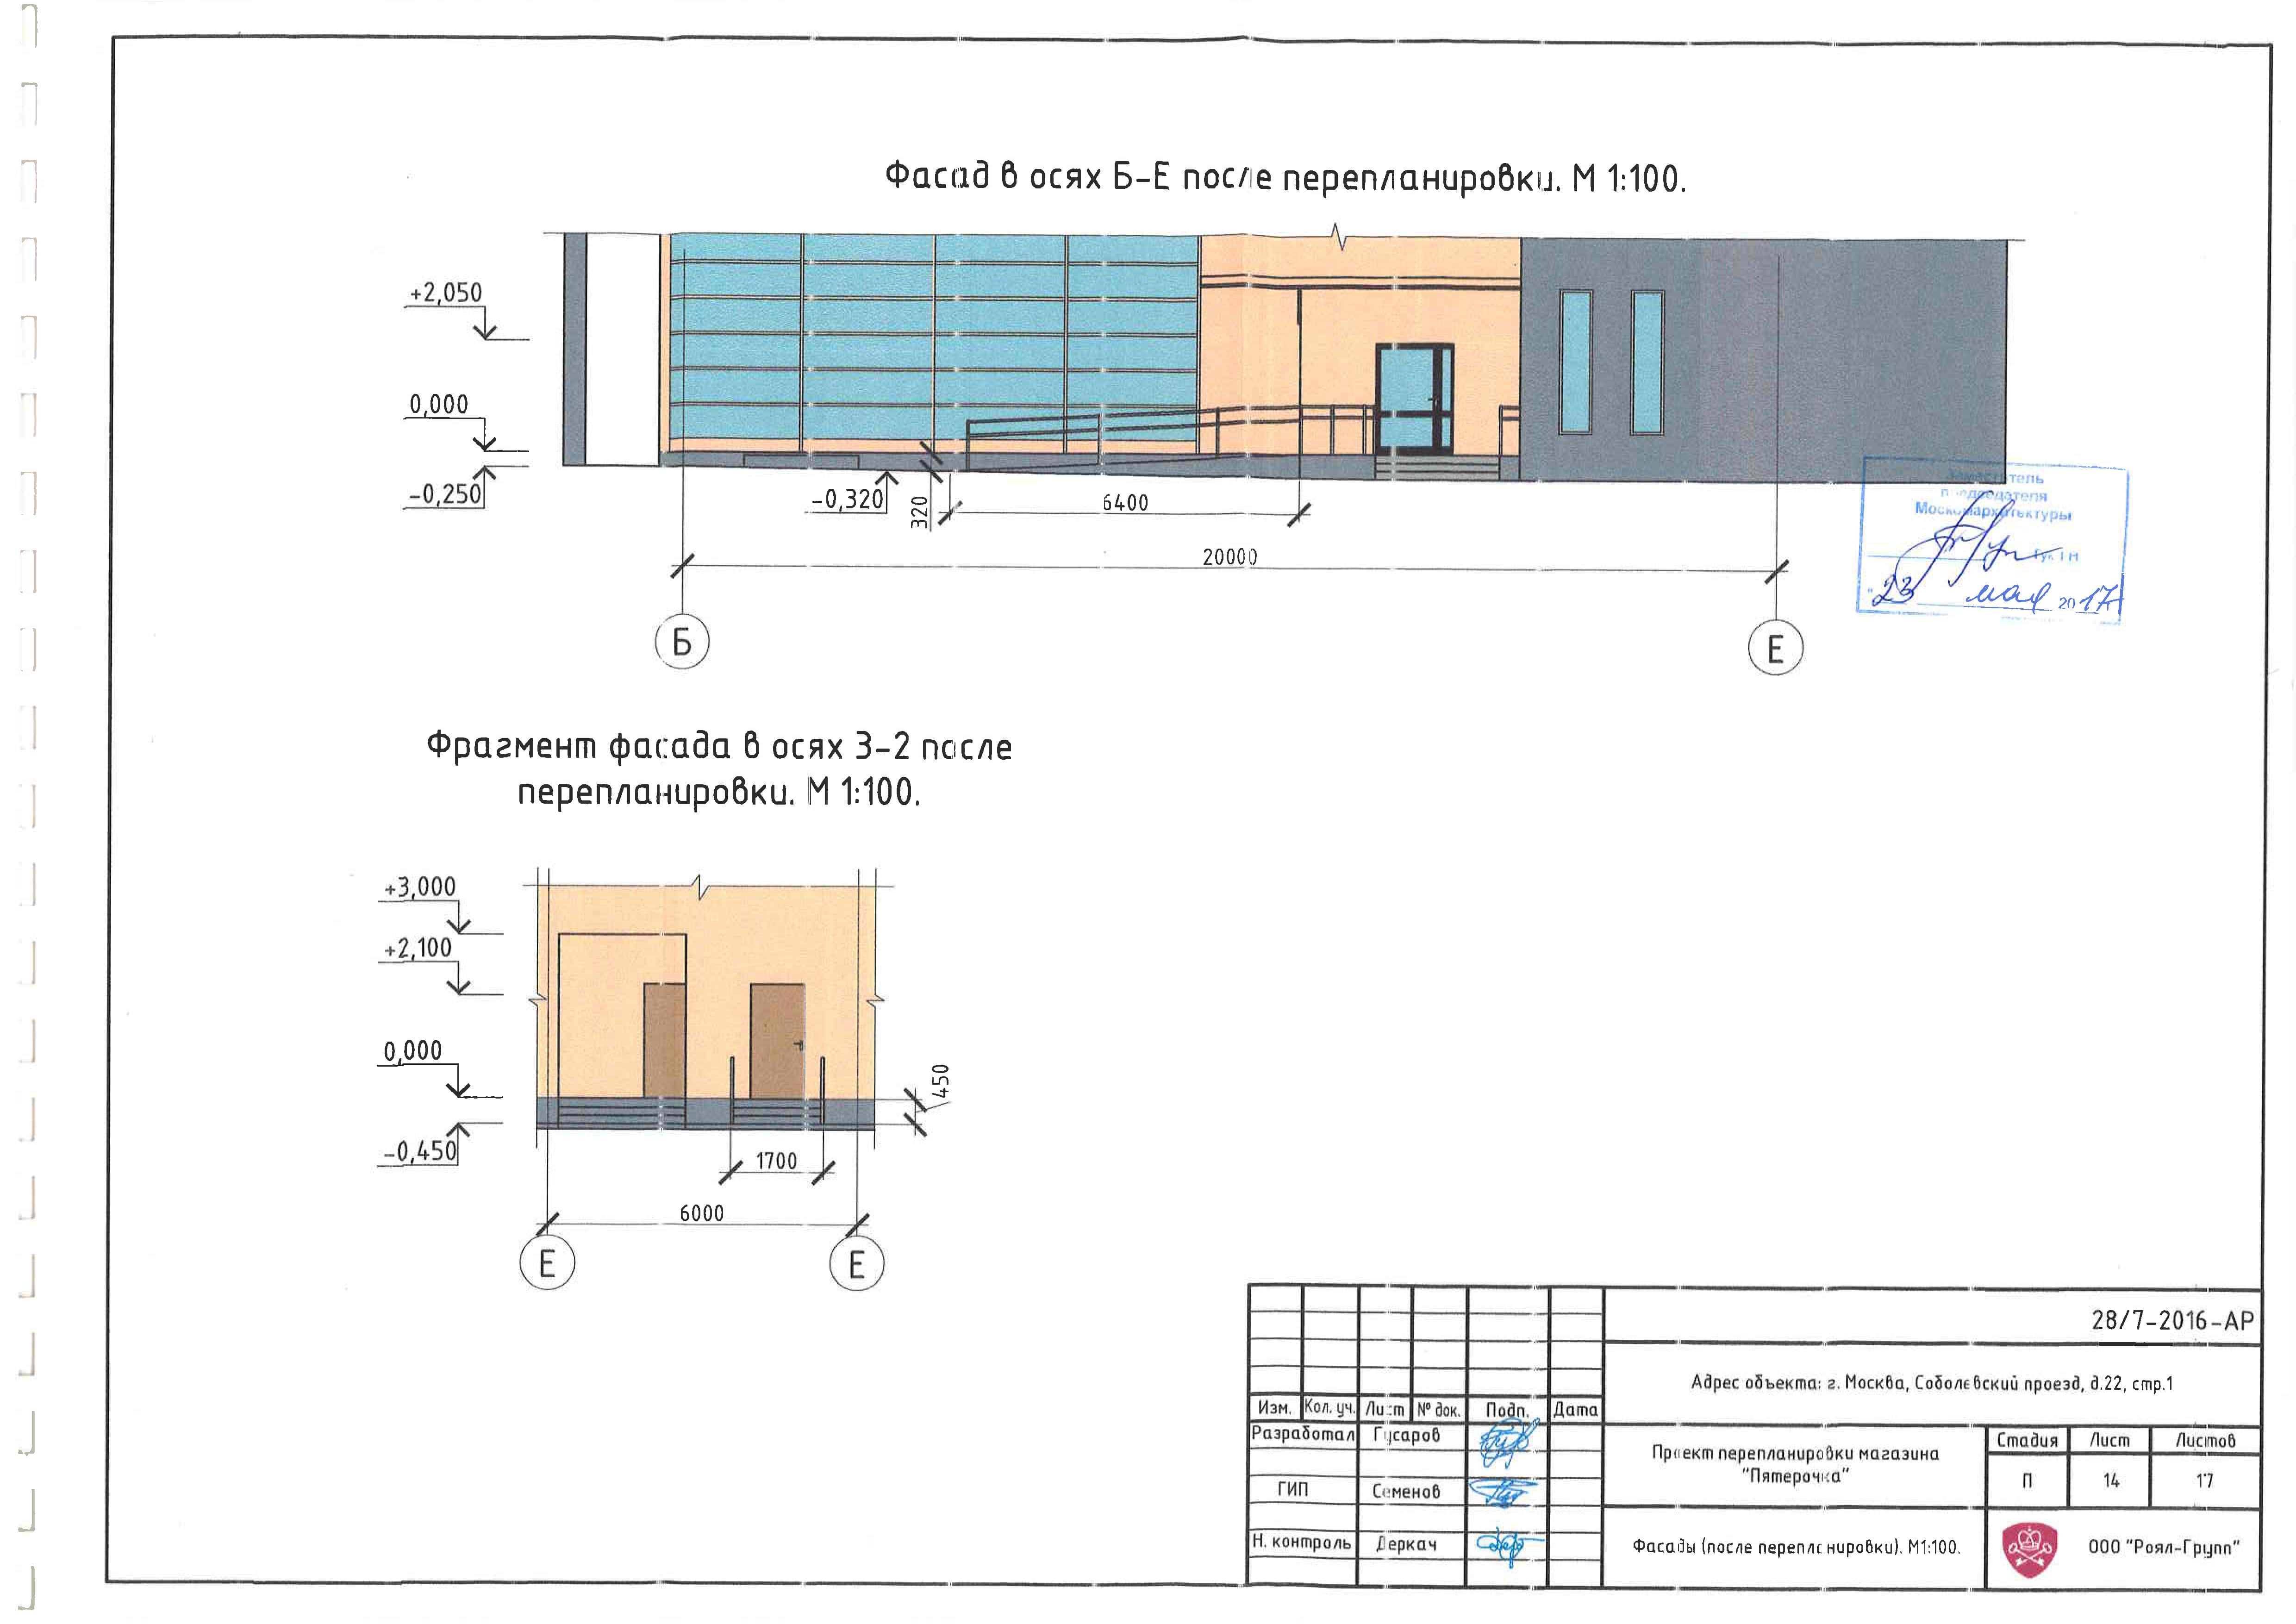 Фасад в осях Б-Е после перепланировки. М 1:100.
+2,050
0,000
-0,250
-0,320
320
6400
20000
Б
Е
Заместитель
председателя
Москомархитектуры
Гук Т Н
"23 мая 2017
Фрагмент фасада в осях 3-2 после
перепланировки. М 1:100.
+3,000
+2,100
0,000
-0,450
450
1700
6000
Е
Е
28/7-2016-АР
Адрес объекта: г. Москва, Соболевский проезд, д.22, стр.1
Изм. Кол. уч. Лист № док. Подп. Дата
Разработал Гусаров
ГИП Семенов
Н. контроль Деркач
Проект перепланировки магазина
"Пятерочка"
Стадия Лист Листов
П 14 17
Фасады (после перепланировки). М1:100.
ООО "Роял-Групп"